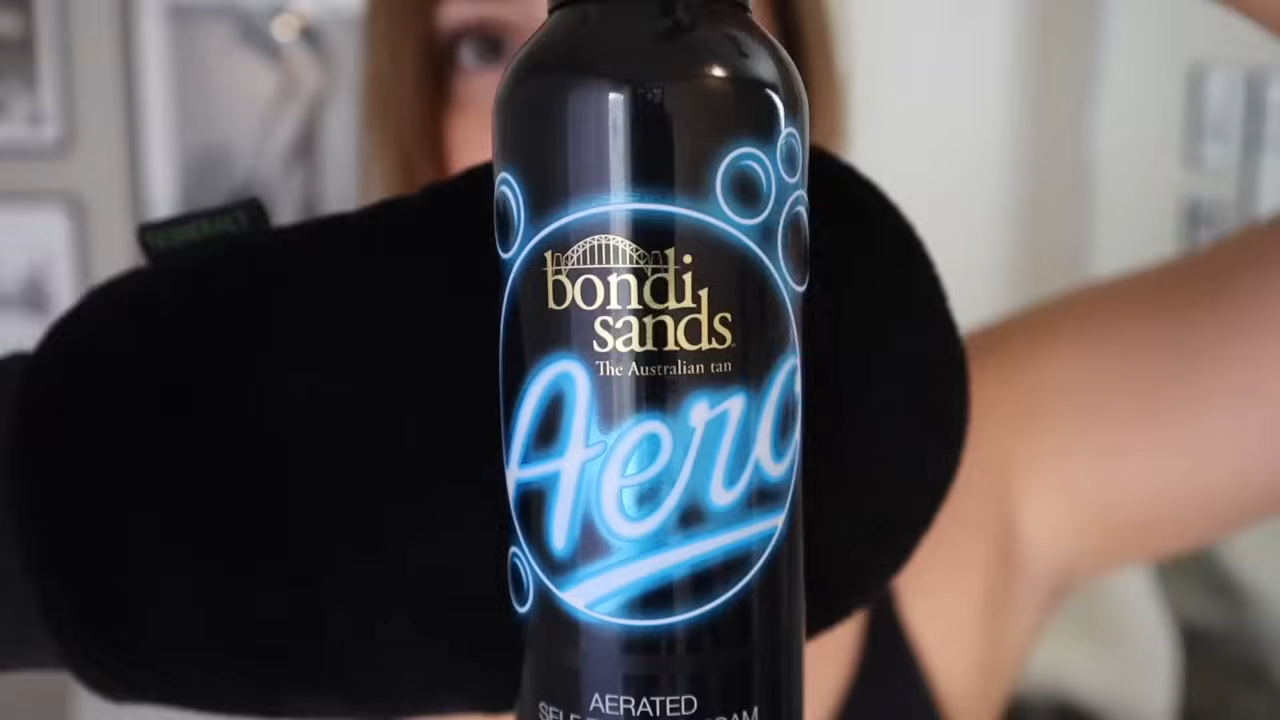 bondi
sands
The Australian tan
Aero
AERATED